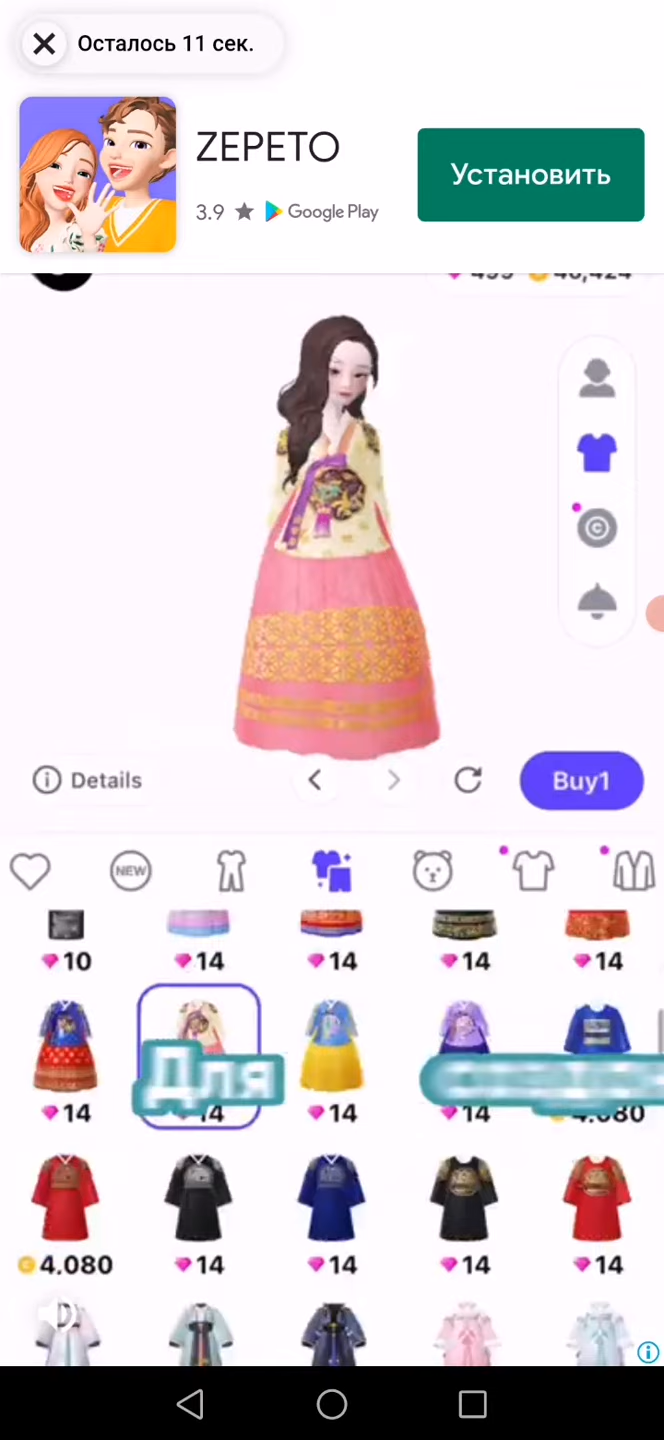 Осталось 11 сек.
ZEPETO
Установить
3.9 Google Play
Details
Buy1
NEW
10 14 14 14 14
14 14 14 14 4,080
Для
4,080 14 14 14 14